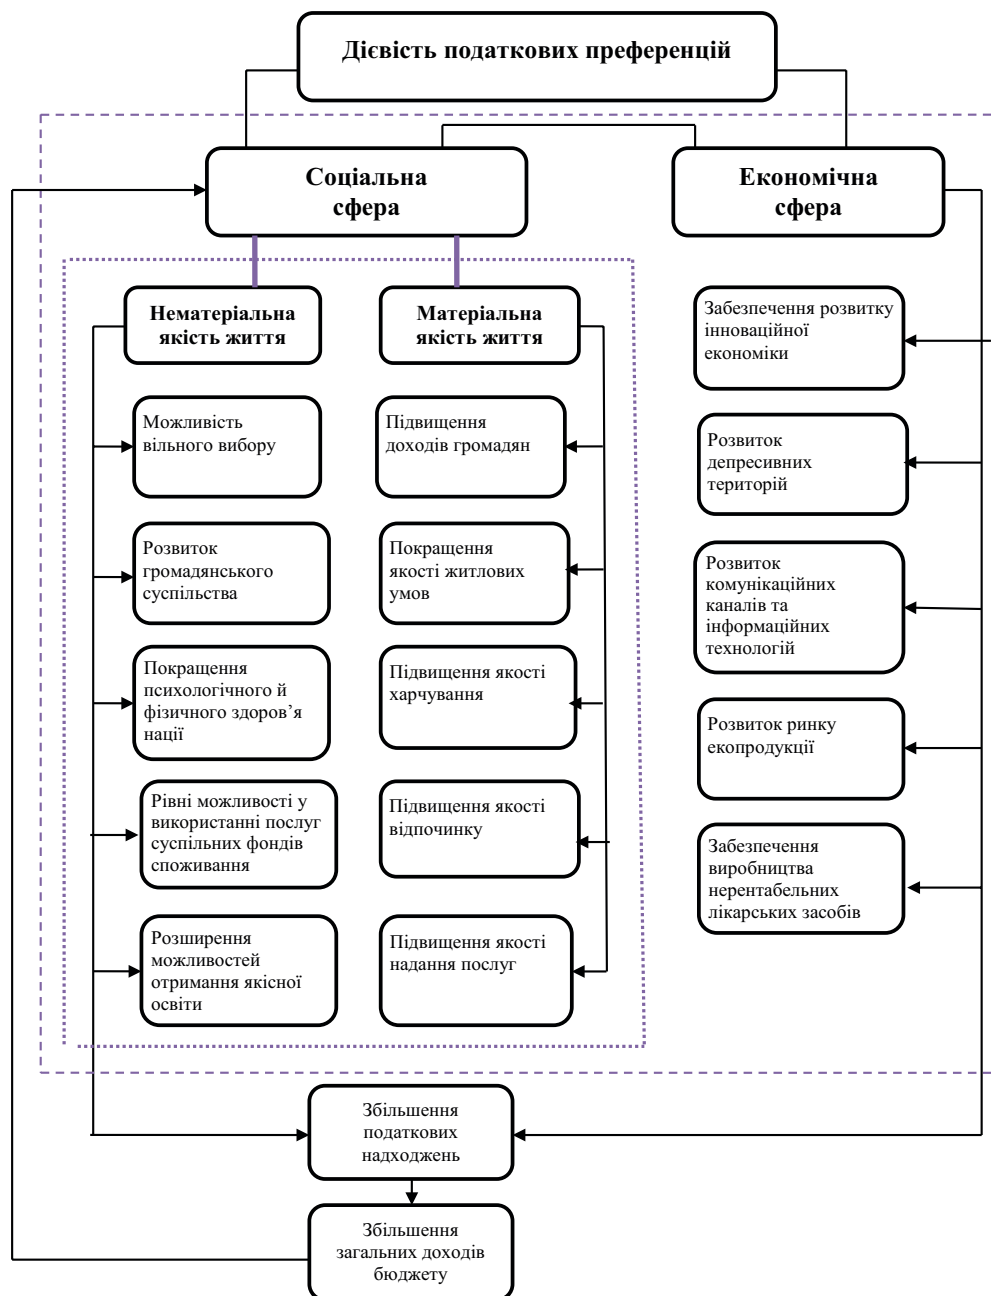 Дієвість податкових преференцій
Соціальна
сфера
Економічна
сфера
Нематеріальна
якість життя
Матеріальна
якість життя
Можливість
вільного вибору
Розвиток
громадянського
суспільства
Покращення
психологічного й
фізичного здоров’я
нації
Рівні можливості у
використанні послуг
суспільних фондів
споживання
Розширення
можливостей
отримання якісної
освіти
Підвищення
доходів громадян
Покращення
якості житлових
умов
Підвищення якості
харчування
Підвищення якості
відпочинку
Підвищення якості
надання послуг
Забезпечення розвитку
інноваційної
економіки
Розвиток
депресивних
територій
Розвиток
комунікаційних
каналів та
інформаційних
технологій
Розвиток ринку
екопродукції
Забезпечення
виробництва
нерентабельних
лікарських засобів
Збільшення
податкових
надходжень
Збільшення
загальних доходів
бюджету